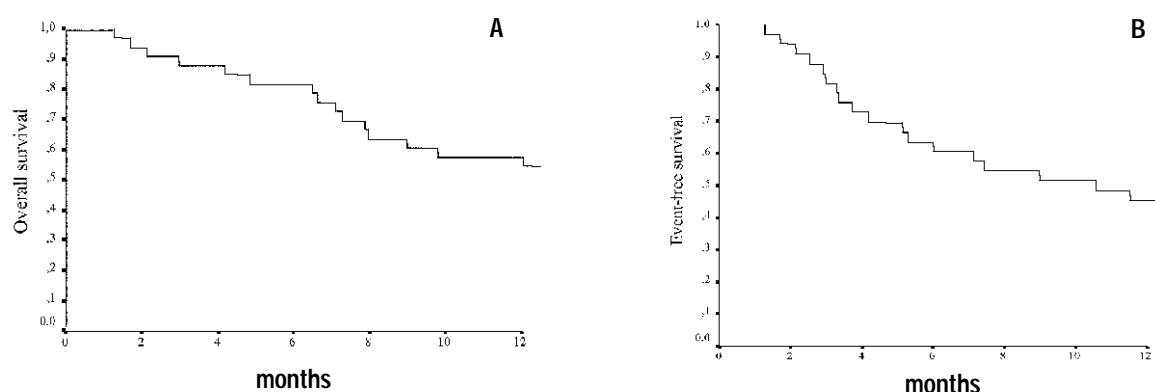 A
Overall survival
1,0
,9
,8
,7
,6
,5
,4
,3
,2
,1
0.0
0 2 4 6 8 10 12
months
B
Event-free survival
1,0
,9
,8
,7
,6
,5
,4
,3
,2
,1
0.0
0 2 4 6 8 10 12
months